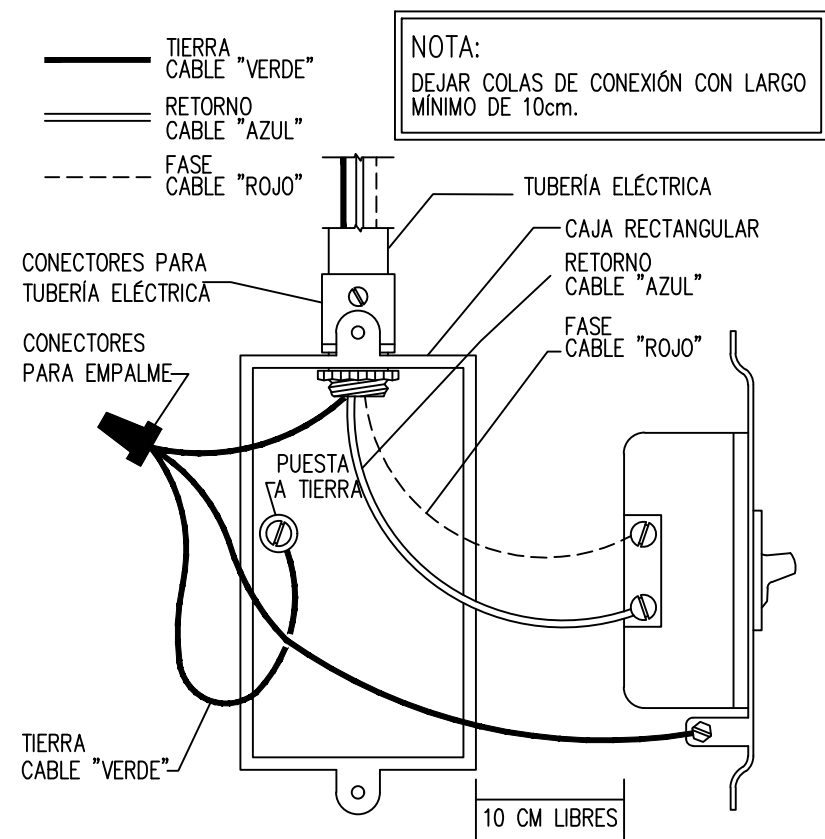 TIERRA
CABLE "VERDE"
RETORNO
CABLE "AZUL"
FASE
CABLE "ROJO"
NOTA:
DEJAR COLAS DE CONEXIÓN CON LARGO
MÍNIMO DE 10cm.
TUBERÍA ELÉCTRICA
CAJA RECTANGULAR
RETORNO
CABLE "AZUL"
FASE
CABLE "ROJO"
CONECTORES PARA
TUBERÍA ELÉCTRICA
CONECTORES
PARA EMPALME
PUESTA
A TIERRA
TIERRA
CABLE "VERDE"
10 CM LIBRES